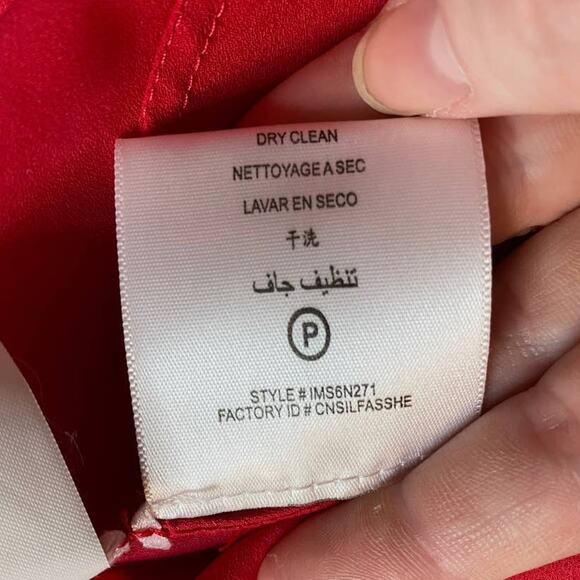 DRY CLEAN
NETTOYAGE A SEC
LAVAR EN SECO
干洗
تنظيف جاف
P
STYLE # IMS6N271
FACTORY ID # CNSILFASSHE